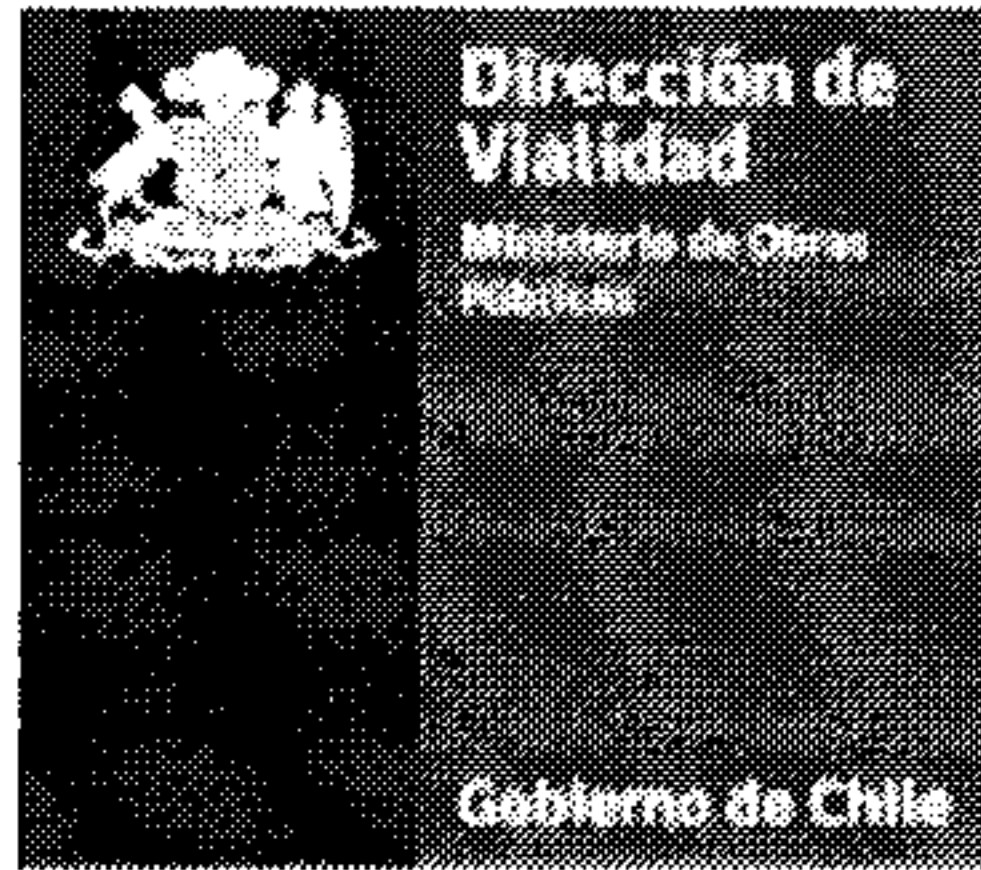 Dirección de
Vialidad
Ministerio de Obras
Públicas
Gobierno de Chile